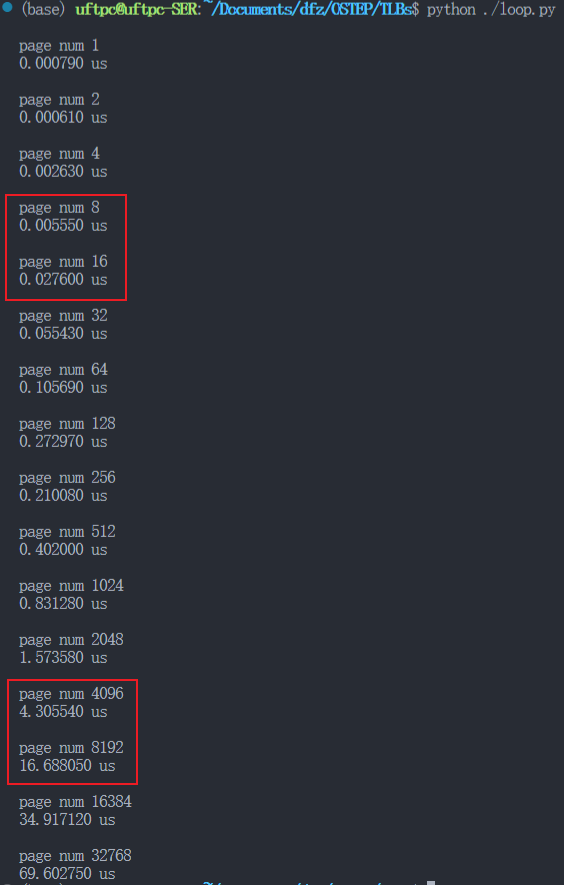 (base) uftpc@uftpc-SER:~/Documents/dfz/OSTEP/TLBs$ python ./loop.py
page num 1
0.000790 us
page num 2
0.000610 us
page num 4
0.002630 us
page num 8
0.005550 us
page num 16
0.027600 us
page num 32
0.055430 us
page num 64
0.105690 us
page num 128
0.272970 us
page num 256
0.210080 us
page num 512
0.402000 us
page num 1024
0.831280 us
page num 2048
1.573580 us
page num 4096
4.305540 us
page num 8192
16.688050 us
page num 16384
34.917120 us
page num 32768
69.602750 us